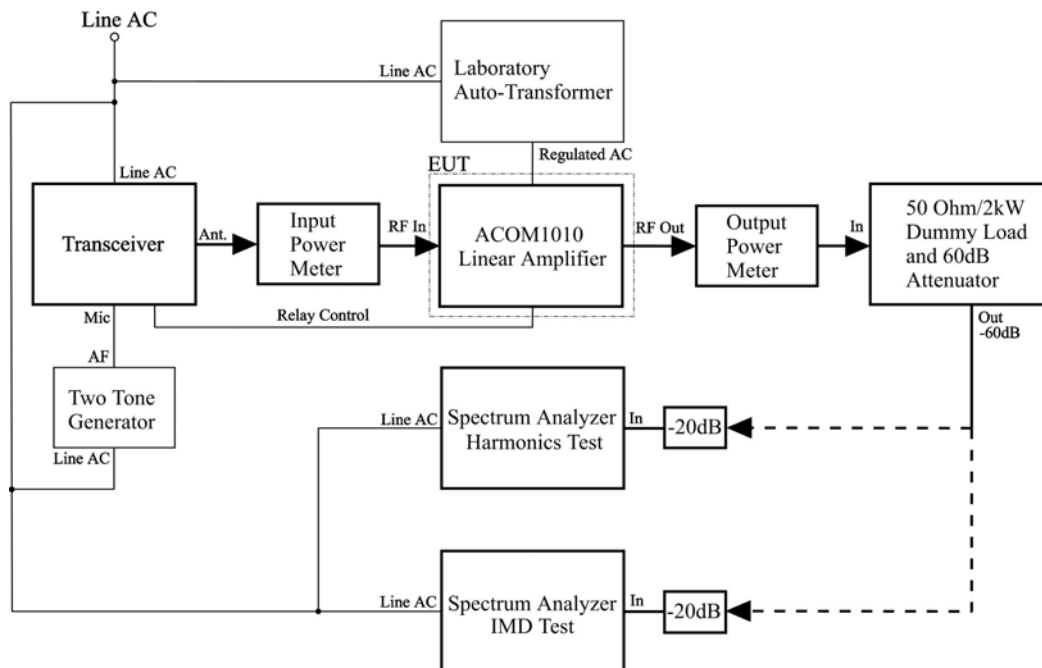 Line AC
Line AC
Laboratory
Auto-Transformer
Line AC
Regulated AC
EUT
Transceiver
Ant.
Input
Power
Meter
RF In
ACOM1010
Linear Amplifier
RF Out
Output
Power
Meter
In
50 Ohm/2kW
Dummy Load
and 60dB
Attenuator
Mic
Relay Control
Out
-60dB
AF
Two Tone
Generator
Line AC
Line AC
Spectrum Analyzer
Harmonics Test
In
-20dB
Line AC
Spectrum Analyzer
IMD Test
In
-20dB